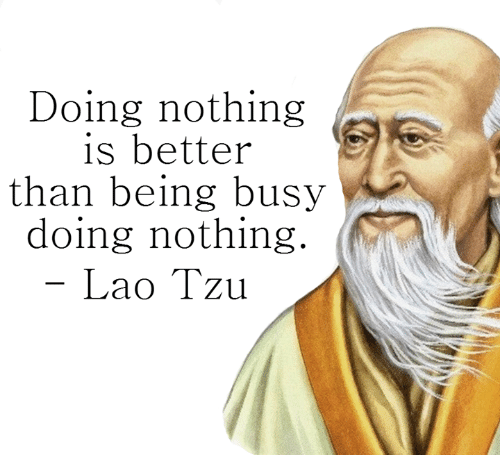 Doing nothing
is better
than being busy
doing nothing.
- Lao Tzu